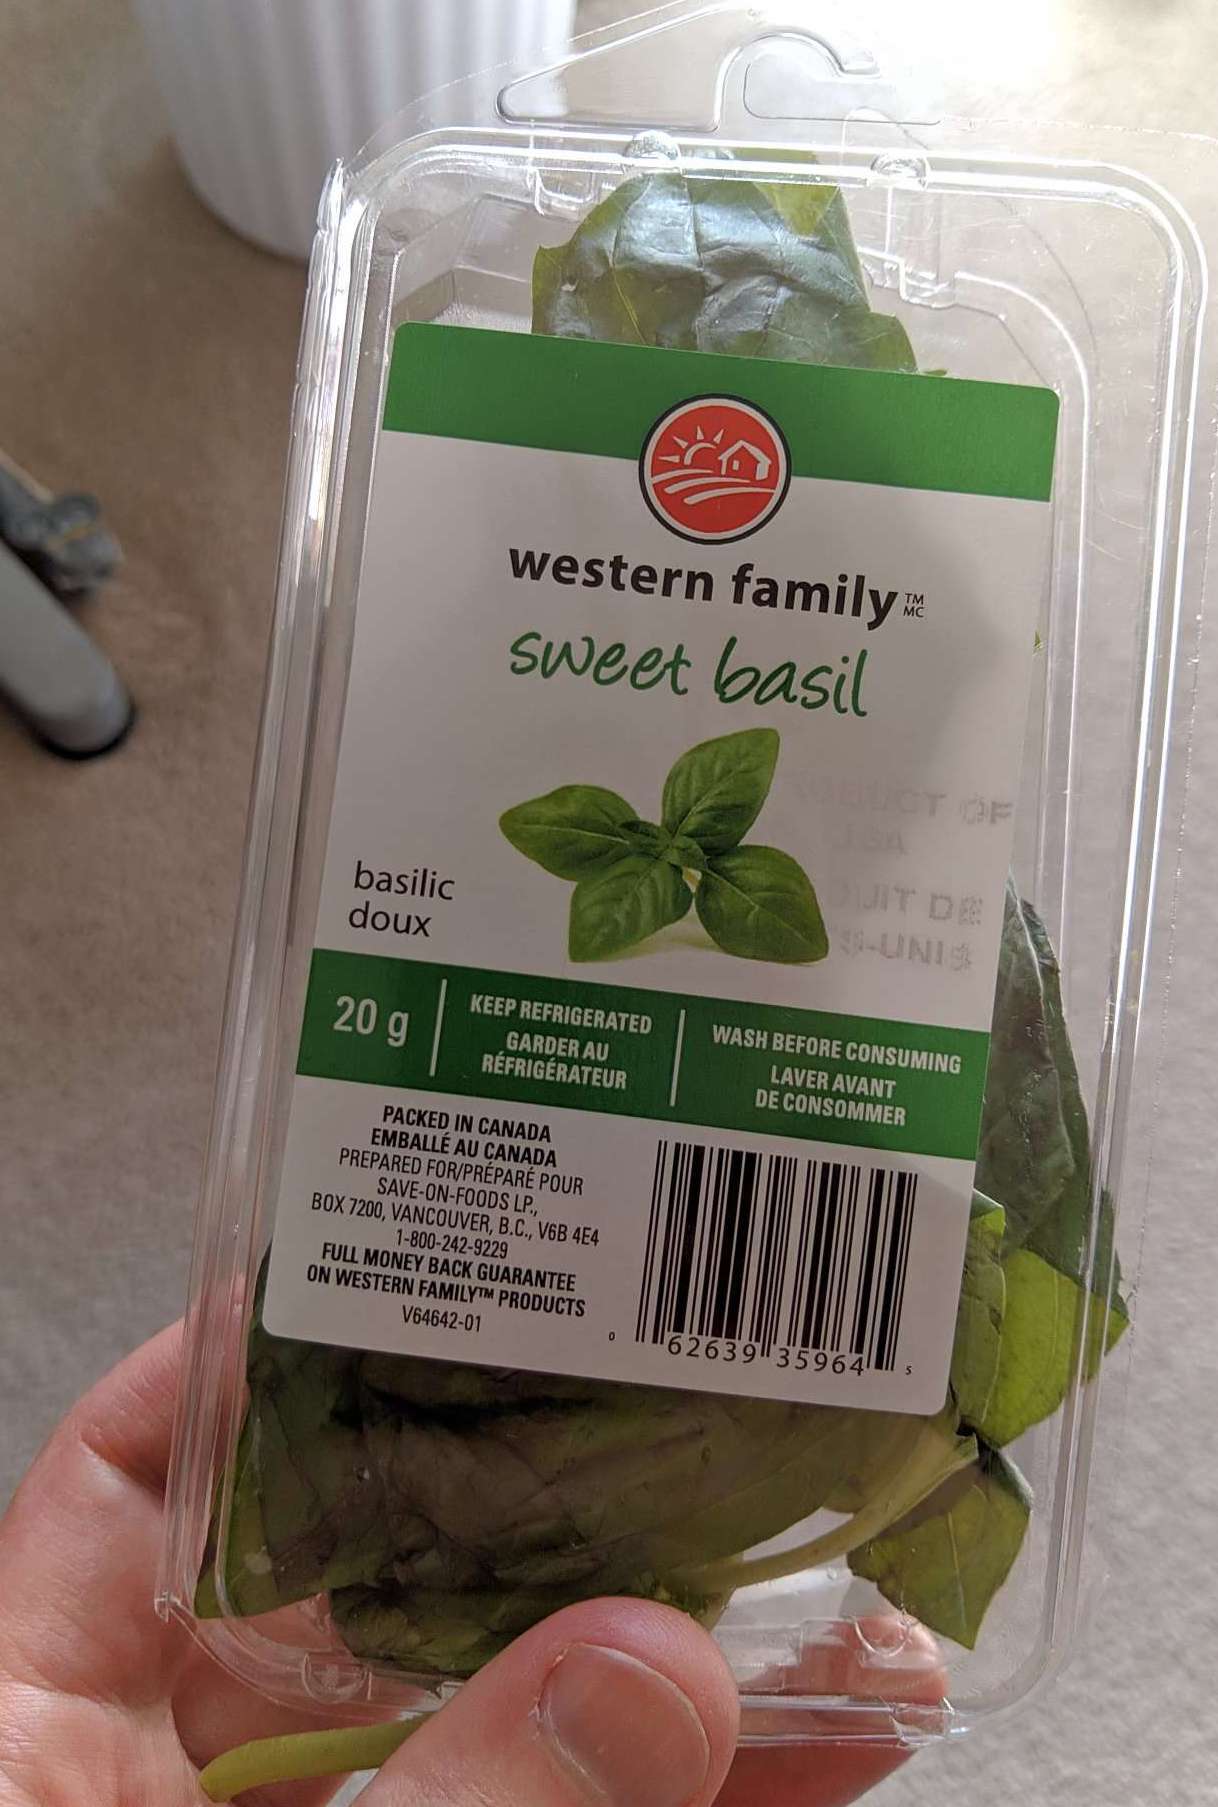 western family TM
MC
sweet basil
basilic
doux
20 g
KEEP REFRIGERATED
GARDER AU
RÉFRIGÉRATEUR
WASH BEFORE CONSUMING
LAVER AVANT
DE CONSOMMER
PACKED IN CANADA
EMBALLÉ AU CANADA
PREPARED FOR/PRÉPARÉ POUR
SAVE-ON-FOODS LP.,
BOX 7200, VANCOUVER, B.C., V6B 4E4
1-800-242-9229
FULL MONEY BACK GUARANTEE
ON WESTERN FAMILY™ PRODUCTS
V64642-01
0 62639 35964 5